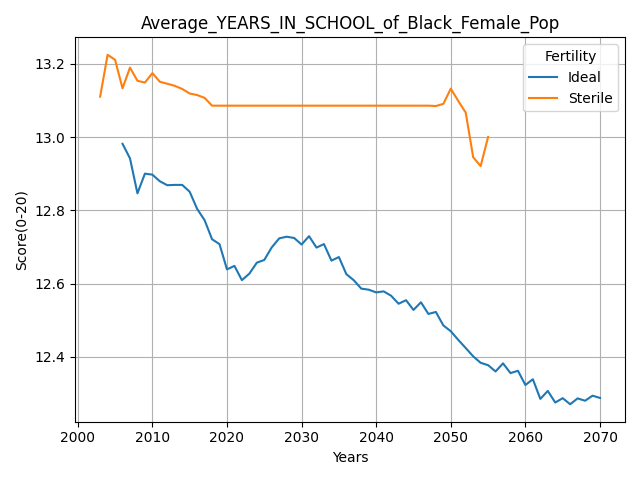 Average_YEARS_IN_SCHOOL_of_Black_Female_Pop
Fertility
Ideal
Sterile
Score(0-20)
13.2
13.0
12.8
12.6
12.4
2000 2010 2020 2030 2040 2050 2060 2070
Years